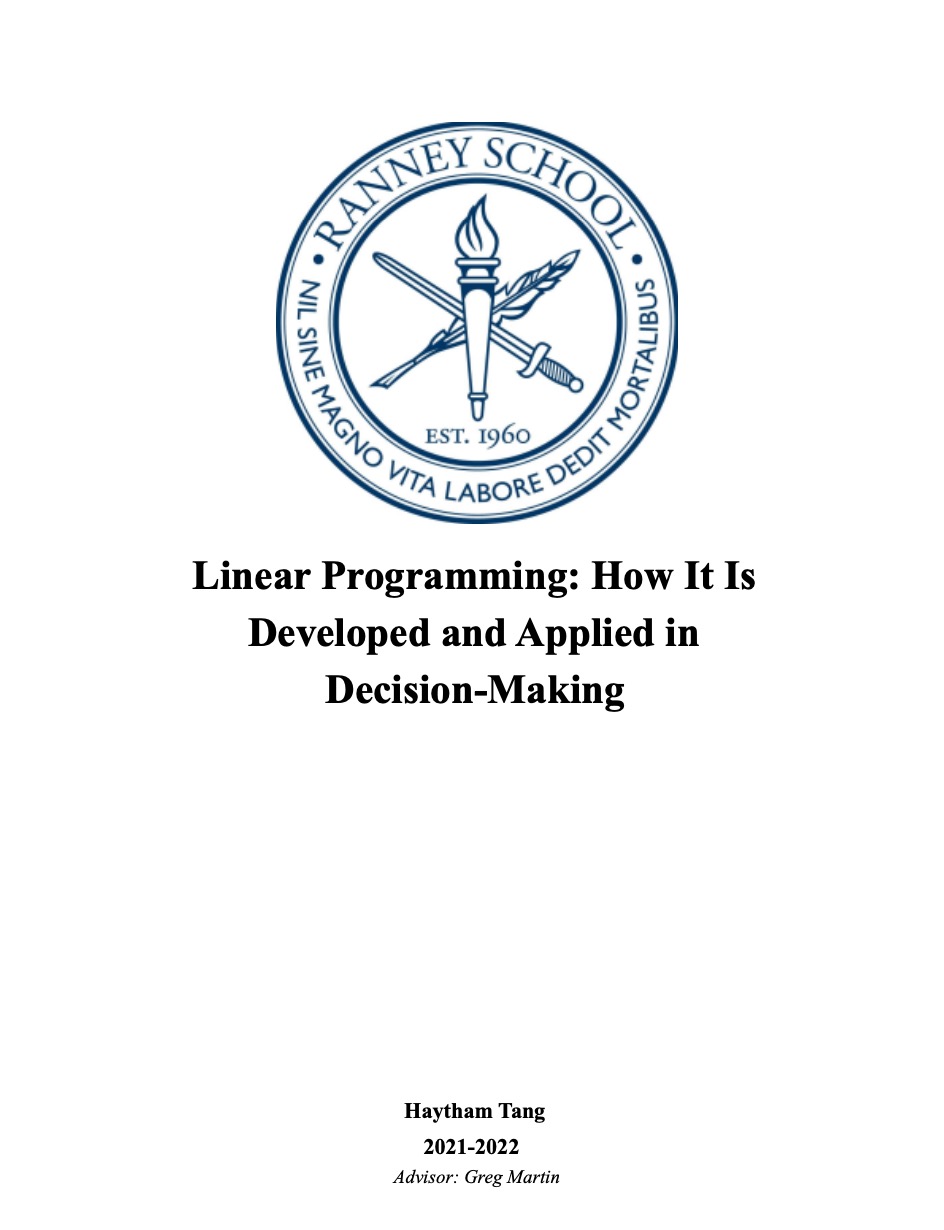 RANNEY SCHOOL
NIL SINE MAGNO VITA LABORE DEDIT MORTALIBUS
EST. 1960
Linear Programming: How It Is
Developed and Applied in
Decision-Making
Haytham Tang
2021-2022
Advisor: Greg Martin